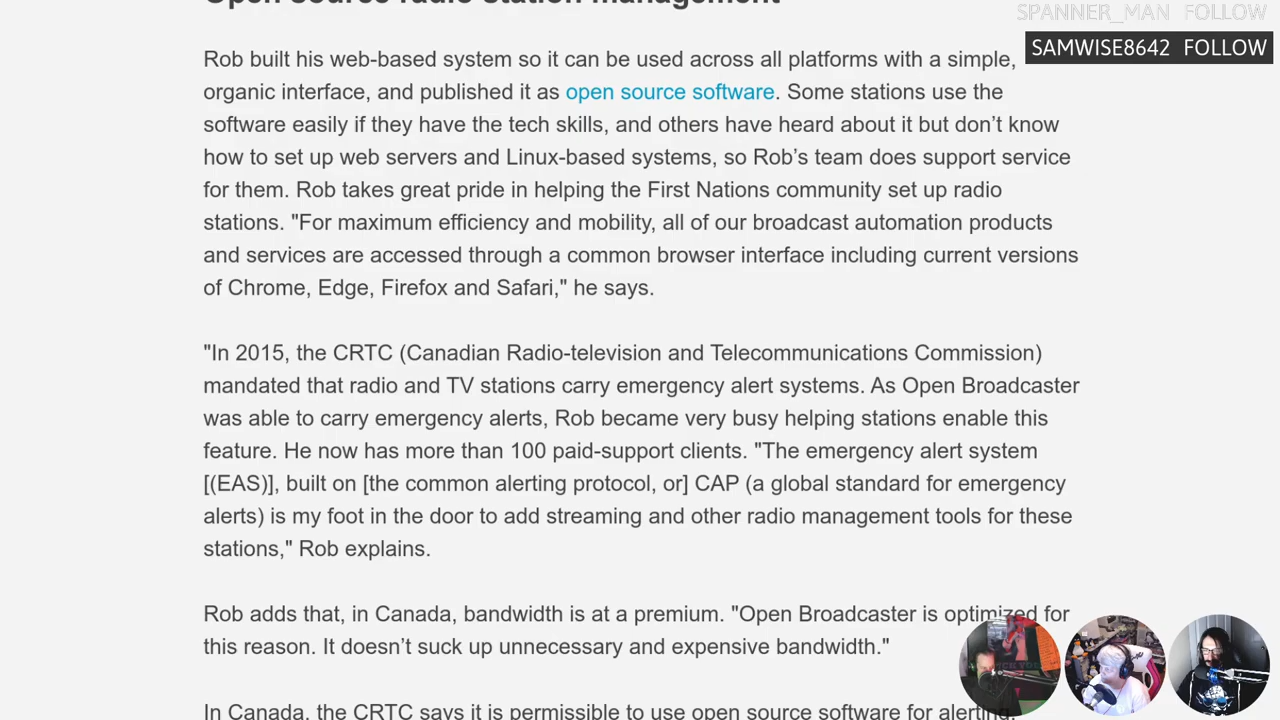 Open source radio station management
SPANNER_MAN FOLLOW
SAMWISE8642 FOLLOW
Rob built his web-based system so it can be used across all platforms with a simple,
organic interface, and published it as open source software. Some stations use the
software easily if they have the tech skills, and others have heard about it but don’t know
how to set up web servers and Linux-based systems, so Rob’s team does support service
for them. Rob takes great pride in helping the First Nations community set up radio
stations. "For maximum efficiency and mobility, all of our broadcast automation products
and services are accessed through a common browser interface including current versions
of Chrome, Edge, Firefox and Safari," he says.
"In 2015, the CRTC (Canadian Radio-television and Telecommunications Commission)
mandated that radio and TV stations carry emergency alert systems. As Open Broadcaster
was able to carry emergency alerts, Rob became very busy helping stations enable this
feature. He now has more than 100 paid-support clients. "The emergency alert system
[(EAS)], built on [the common alerting protocol, or] CAP (a global standard for emergency
alerts) is my foot in the door to add streaming and other radio management tools for these
stations," Rob explains.
Rob adds that, in Canada, bandwidth is at a premium. "Open Broadcaster is optimized for
this reason. It doesn’t suck up unnecessary and expensive bandwidth."
In Canada, the CRTC says it is permissible to use open source software for alerting.